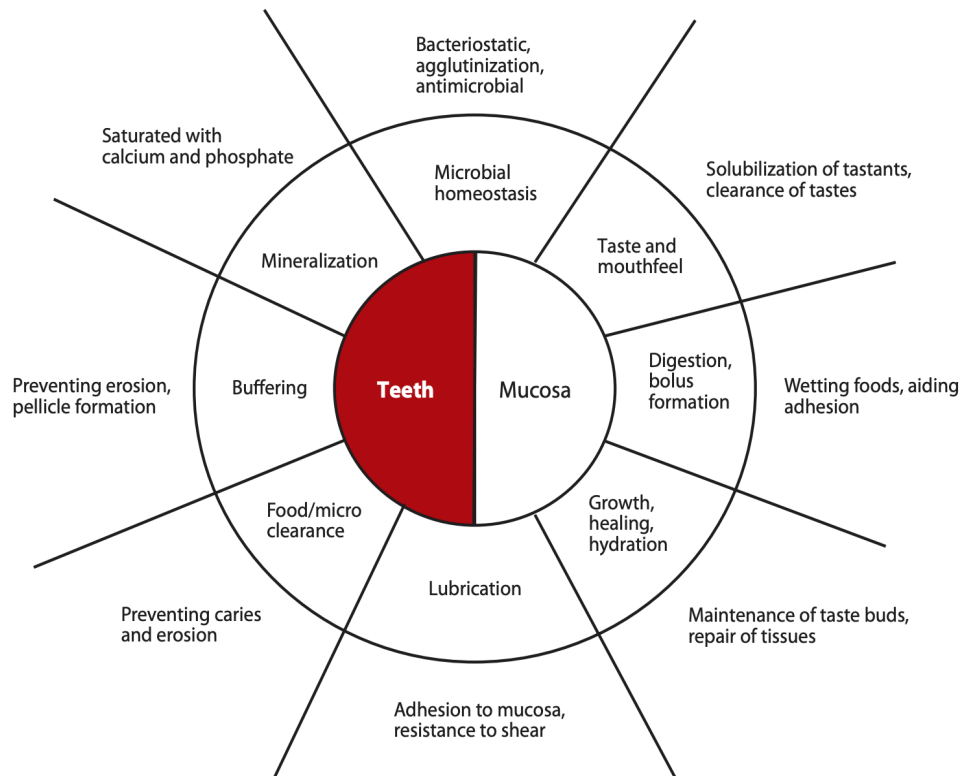 Bacteriostatic,
agglutinization,
antimicrobial
Saturated with
calcium and phosphate
Microbial
homeostasis
Solubilization of tastants,
clearance of tastes
Mineralization
Taste and
mouthfeel
Preventing erosion,
pellicle formation
Buffering
Teeth
Mucosa
Digestion,
bolus
formation
Wetting foods, aiding
adhesion
Food/micro
clearance
Growth,
healing,
hydration
Lubrication
Preventing caries
and erosion
Maintenance of taste buds,
repair of tissues
Adhesion to mucosa,
resistance to shear